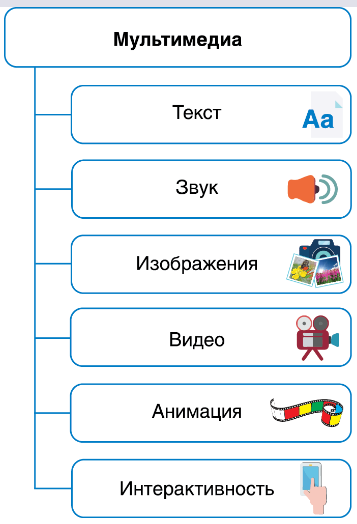 Мультимедиа
Текст
Aa
Звук
Изображения
Видео
Анимация
Интерактивность